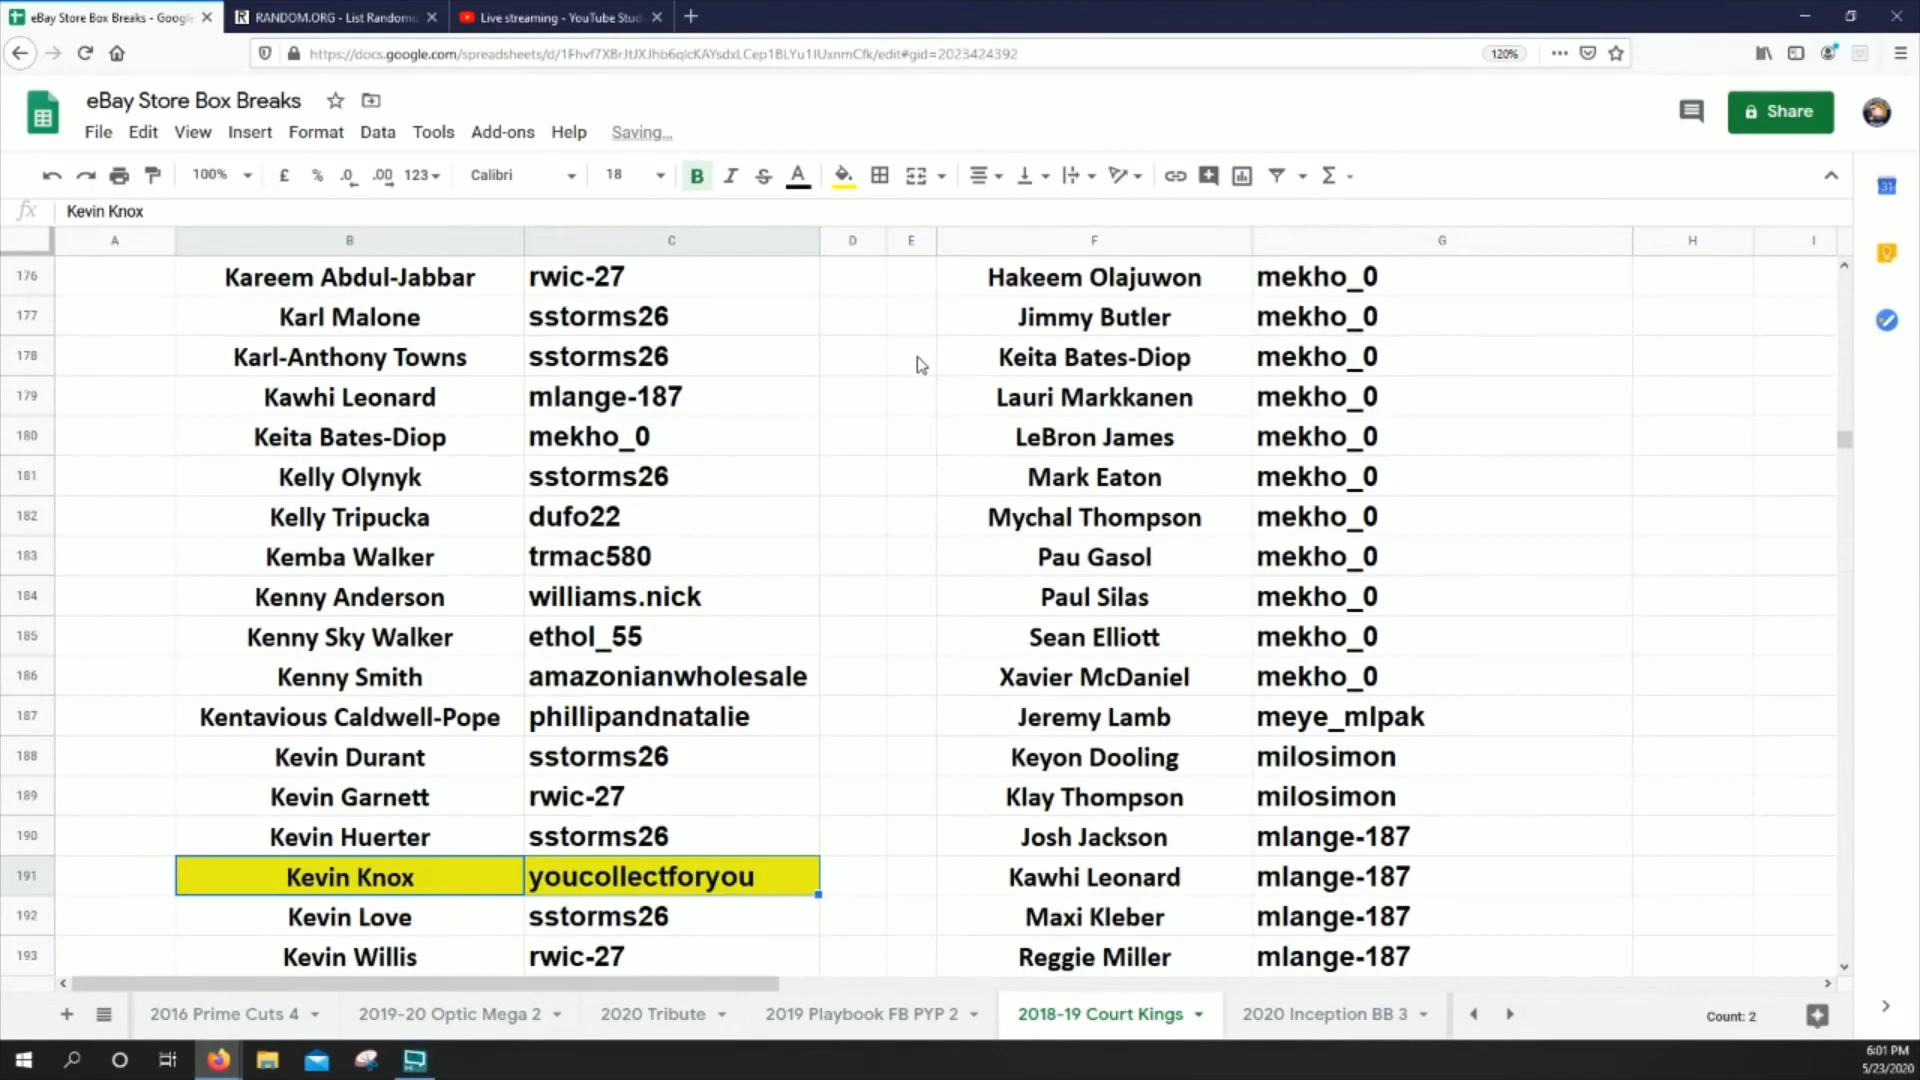 eBay Store Box Breaks - Googl
RANDOM.ORG - List Randomi
Live streaming - YouTube Stud
docs.google.com/spreadsheets/d/
120%
eBay Store Box Breaks
File Edit View Insert Format Data Tools Add-ons Help Saving...
Share
100% £ % .0 .00 123 Calibri 18 B I S A
fx Kevin Knox
A B C D E F G H I
176 Kareem Abdul-Jabbar rwic-27 Hakeem Olajuwon mekho_0
177 Karl Malone sstorms26 Jimmy Butler mekho_0
178 Karl-Anthony Towns sstorms26 Keita Bates-Diop mekho_0
179 Kawhi Leonard mlange-187 Lauri Markkanen mekho_0
180 Keita Bates-Diop mekho_0 LeBron James mekho_0
181 Kelly Olynyk sstorms26 Mark Eaton mekho_0
182 Kelly Tripucka dufo22 Mychal Thompson mekho_0
183 Kemba Walker trmac580 Pau Gasol mekho_0
184 Kenny Anderson williams.nick Paul Silas mekho_0
185 Kenny Sky Walker ethol_55 Sean Elliott mekho_0
186 Kenny Smith amazonianwholesale Xavier McDaniel mekho_0
187 Kentavious Caldwell-Pope phillipandnatalie Jeremy Lamb meye_mlpak
188 Kevin Durant sstorms26 Keyon Dooling milosimon
189 Kevin Garnett rwic-27 Klay Thompson milosimon
190 Kevin Huerter sstorms26 Josh Jackson mlange-187
191 Kevin Knox youcollectforyou Kawhi Leonard mlange-187
192 Kevin Love sstorms26 Maxi Kleber mlange-187
193 Kevin Willis rwic-27 Reggie Miller mlange-187
2016 Prime Cuts 4 2019-20 Optic Mega 2 2020 Tribute 2019 Playbook FB PYP 2 2018-19 Court Kings 2020 Inception BB 3 Count: 2
6:01 PM
5/23/2020